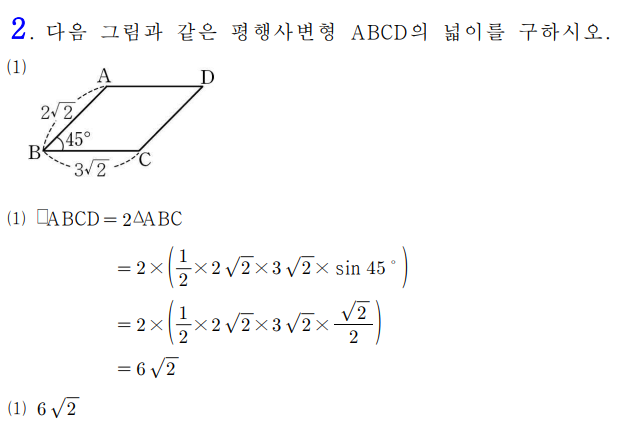 2. 다음 그림과 같은 평행사변형 ABCD의 넓이를 구하시오.
(1)
A D
2√2
45°
B C
3√2
(1) □ABCD = 2△ABC
= 2×(1/2×2√2×3√2× sin 45°)
= 2×(1/2×2√2×3√2×√2/2)
= 6√2
(1) 6√2